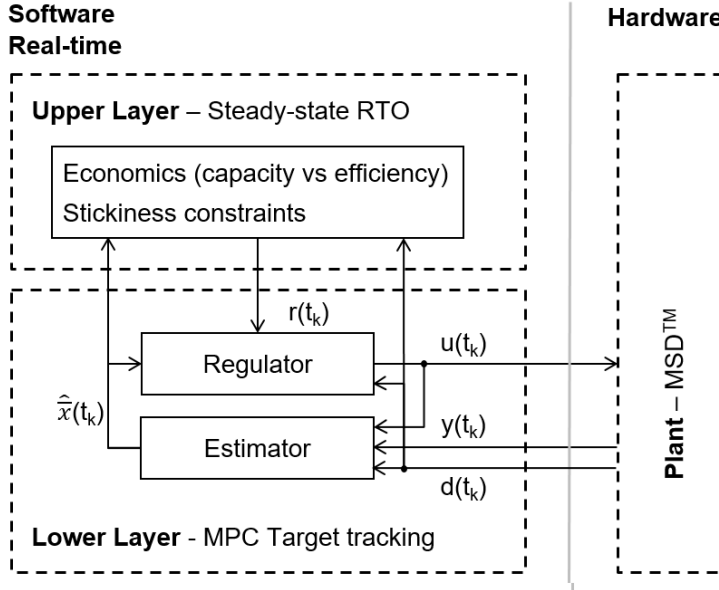 Software
Real-time
Hardware
Upper Layer – Steady-state RTO
Economics (capacity vs efficiency)
Stickiness constraints
r(tₖ)
Regulator
u(tₖ)
x̂̄(tₖ)
Estimator
y(tₖ)
d(tₖ)
Lower Layer - MPC Target tracking
Plant – MSD™